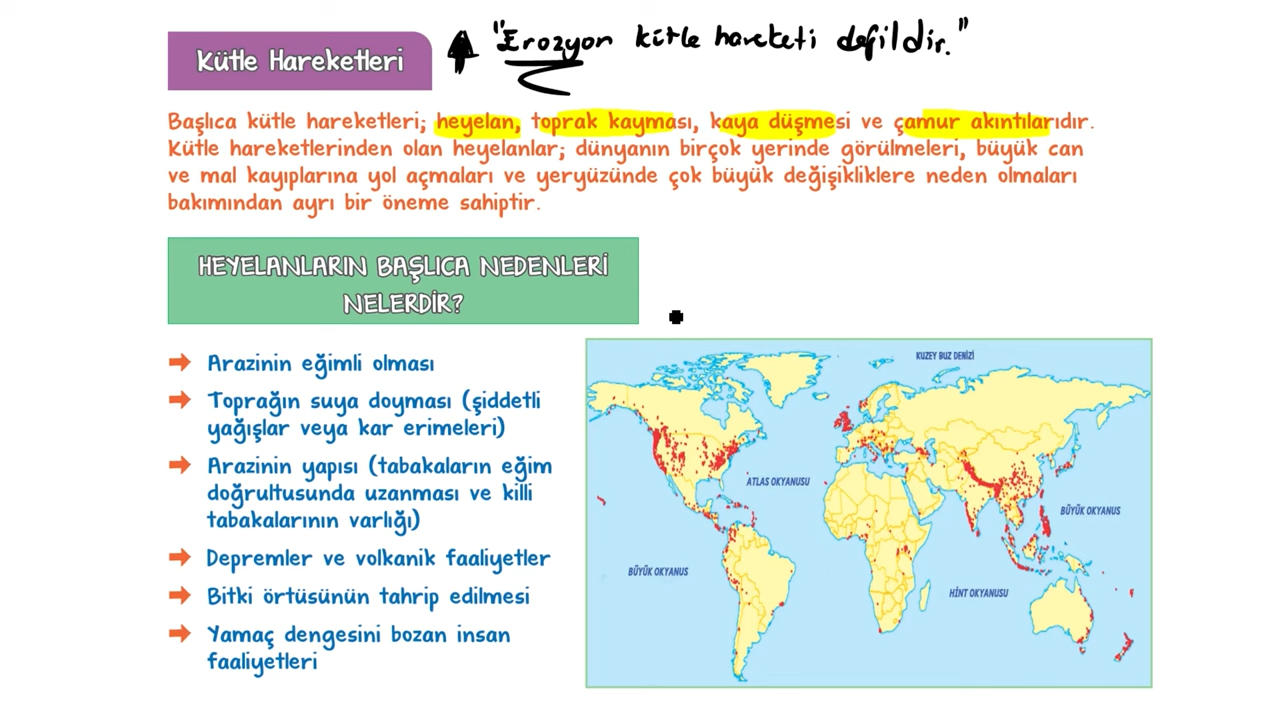 Kütle Hareketleri
"Erozyon kütle hareketi değildir."
Başlıca kütle hareketleri; heyelan, toprak kayması, kaya düşmesi ve çamur akıntılarıdır.
Kütle hareketlerinden olan heyelanlar; dünyanın birçok yerinde görülmeleri, büyük can
ve mal kayıplarına yol açmaları ve yeryüzünde çok büyük değişikliklere neden olmaları
bakımından ayrı bir öneme sahiptir.
HEYELANLARIN BAŞLICA NEDENLERİ
NELERDİR?
Arazinin eğimli olması
Toprağın suya doyması (şiddetli
yağışlar veya kar erimeleri)
Arazinin yapısı (tabakaların eğim
doğrultusunda uzanması ve killi
tabakalarının varlığı)
Depremler ve volkanik faaliyetler
Bitki örtüsünün tahrip edilmesi
Yamaç dengesini bozan insan
faaliyetleri
KUZEY BUZ DENİZİ
ATLAS OKYANUSU
BÜYÜK OKYANUS
BÜYÜK OKYANUS
HİNT OKYANUSU